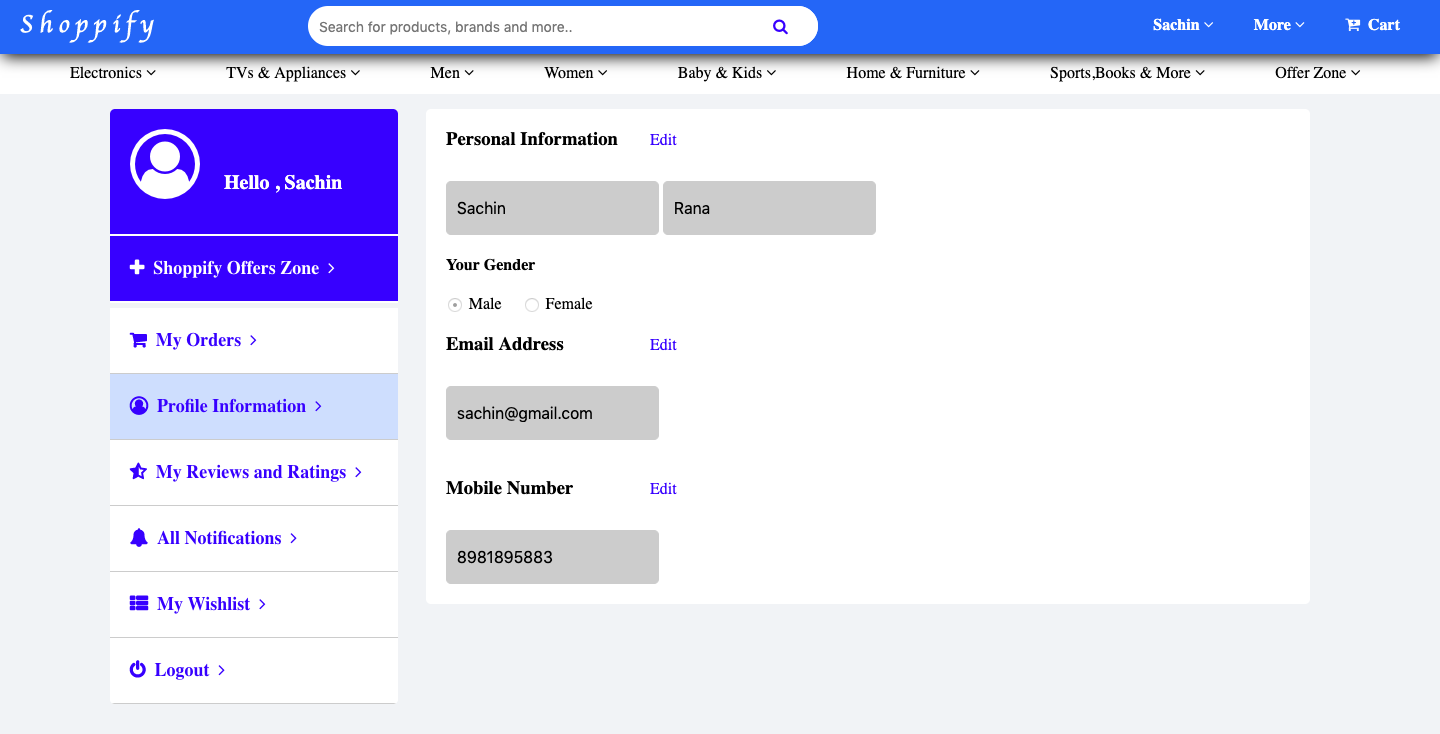 Shoppify
Search for products, brands and more..
Sachin
More
Cart
Electronics
TVs & Appliances
Men
Women
Baby & Kids
Home & Furniture
Sports,Books & More
Offer Zone
Hello , Sachin
Shoppify Offers Zone
My Orders
Profile Information
My Reviews and Ratings
All Notifications
My Wishlist
Logout
Personal Information Edit
Sachin Rana
Your Gender
Male Female
Email Address Edit
sachin@gmail.com
Mobile Number Edit
8981895883